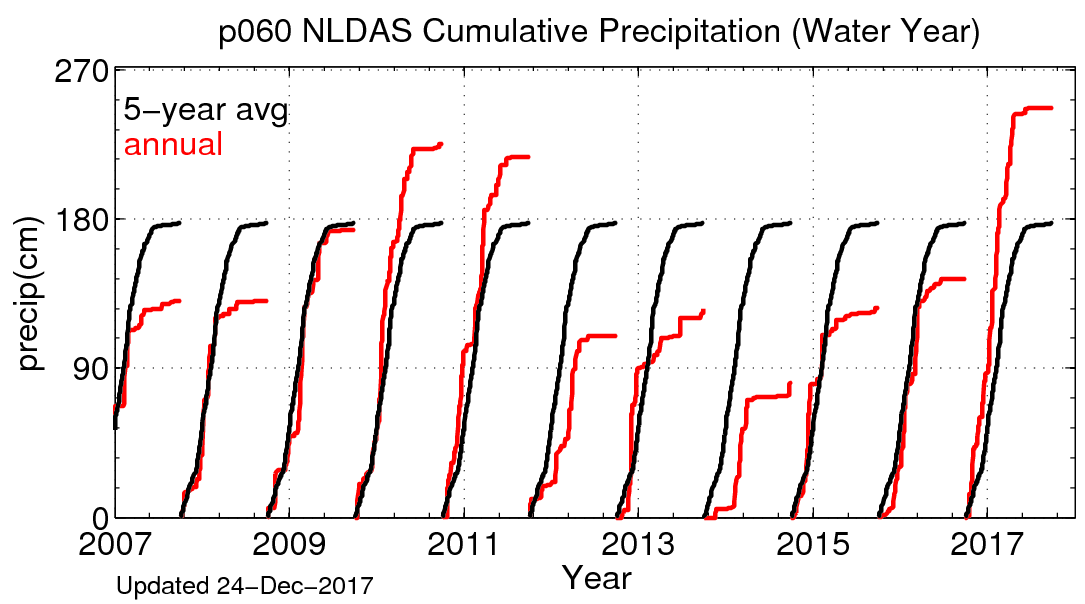 p060 NLDAS Cumulative Precipitation (Water Year)
270
5−year avg
annual
180
precip(cm)
90
0
2007 2009 2011 2013 2015 2017
Year
Updated 24−Dec−2017